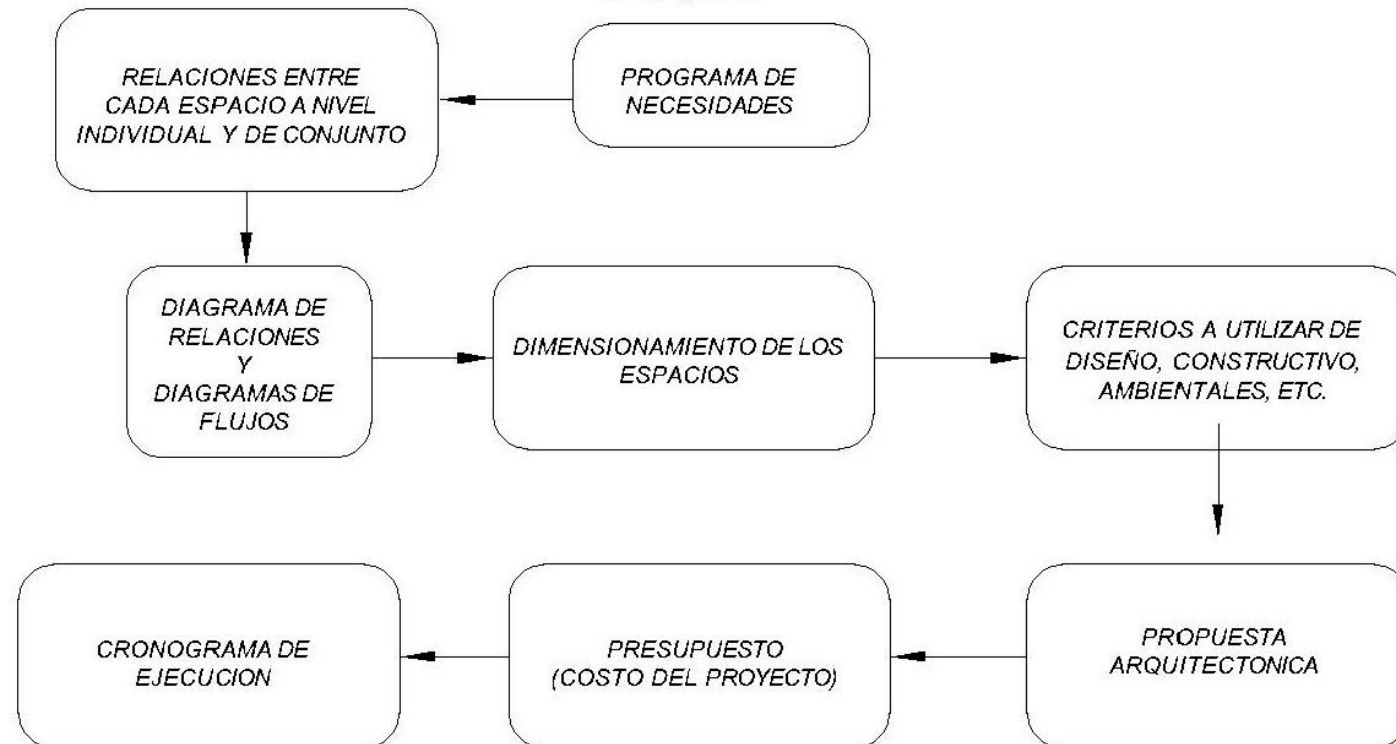 RELACIONES ENTRE
CADA ESPACIO A NIVEL
INDIVIDUAL Y DE CONJUNTO
PROGRAMA DE
NECESIDADES
DIAGRAMA DE
RELACIONES
Y
DIAGRAMAS DE
FLUJOS
DIMENSIONAMIENTO DE LOS
ESPACIOS
CRITERIOS A UTILIZAR DE
DISEÑO, CONSTRUCTIVO,
AMBIENTALES, ETC.
CRONOGRAMA DE
EJECUCION
PRESUPUESTO
(COSTO DEL PROYECTO)
PROPUESTA
ARQUITECTONICA